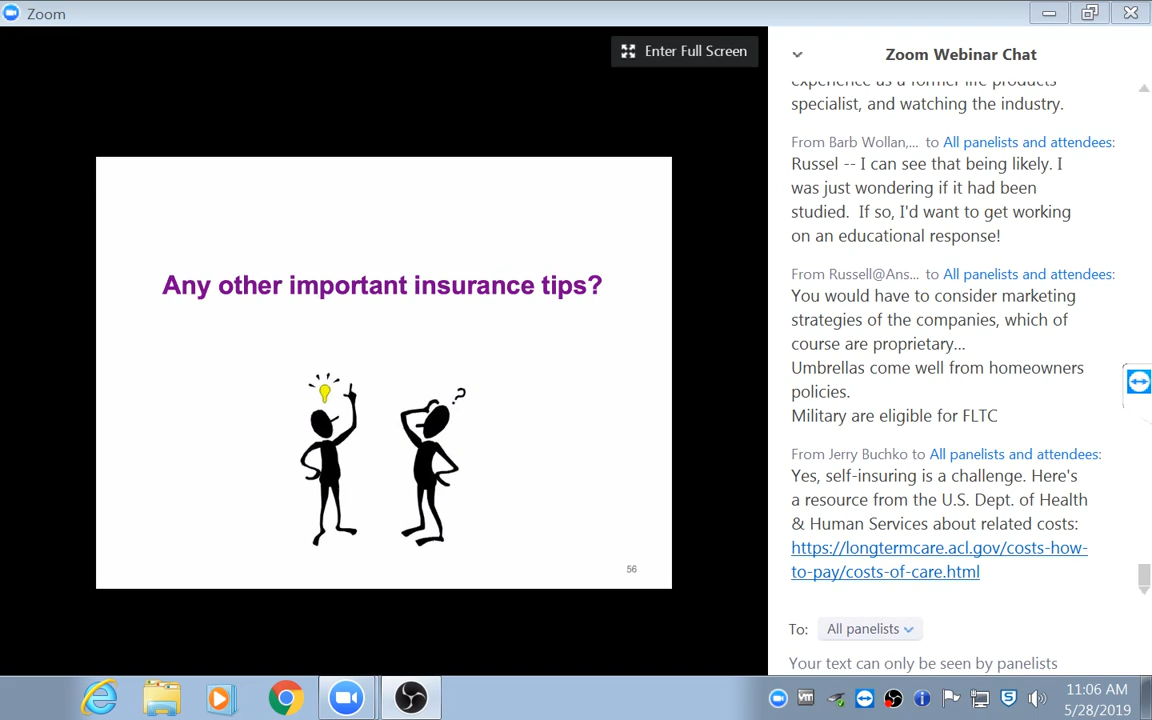 Zoom
Enter Full Screen
Any other important insurance tips?
?
56
Zoom Webinar Chat
experience as a former life products
specialist, and watching the industry.
From Barb Wollan,... to All panelists and attendees:
Russel -- I can see that being likely. I
was just wondering if it had been
studied. If so, I'd want to get working
on an educational response!
From Russell@Ans... to All panelists and attendees:
You would have to consider marketing
strategies of the companies, which of
course are proprietary...
Umbrellas come well from homeowners
policies.
Military are eligible for FLTC
From Jerry Buchko to All panelists and attendees:
Yes, self-insuring is a challenge. Here's
a resource from the U.S. Dept. of Health
& Human Services about related costs:
https://longtermcare.acl.gov/costs-how-
to-pay/costs-of-care.html
To: All panelists
Your text can only be seen by panelists
11:06 AM
5/28/2019